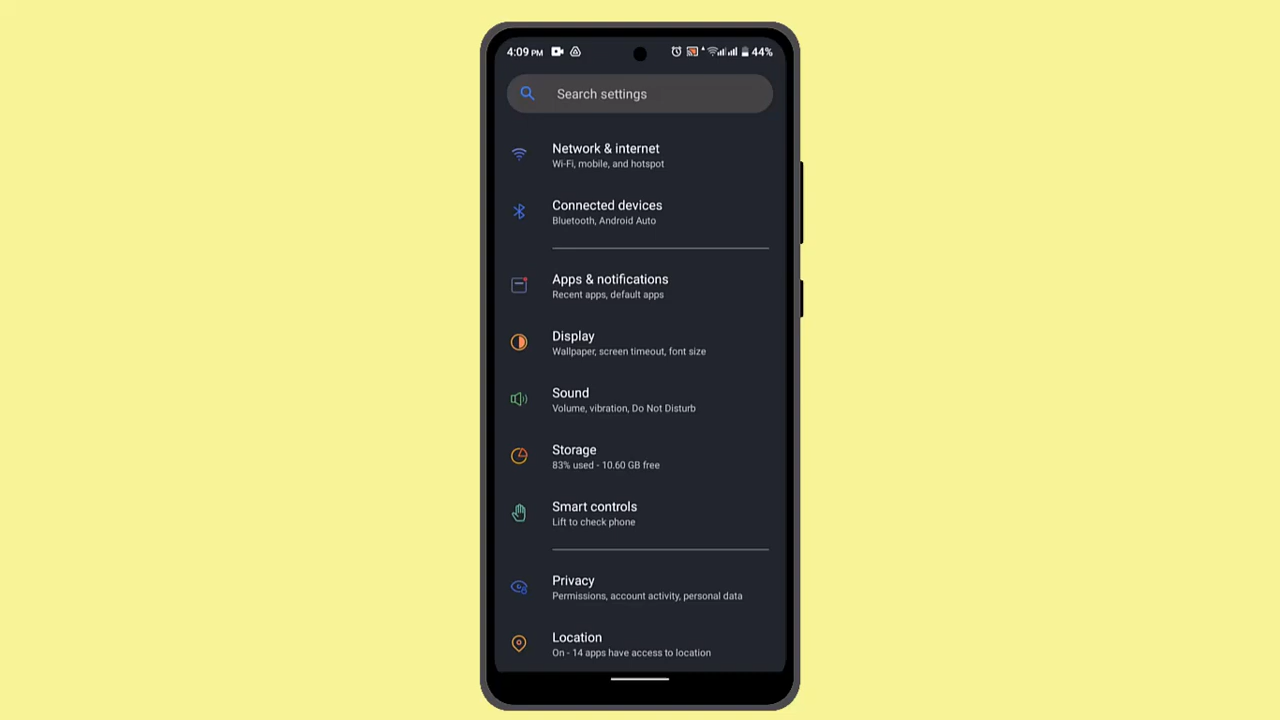 4:09 PM
44%
Search settings
Network & internet
Wi-Fi, mobile, and hotspot
Connected devices
Bluetooth, Android Auto
Apps & notifications
Recent apps, default apps
Display
Wallpaper, screen timeout, font size
Sound
Volume, vibration, Do Not Disturb
Storage
83% used - 10.60 GB free
Smart controls
Lift to check phone
Privacy
Permissions, account activity, personal data
Location
On - 14 apps have access to location